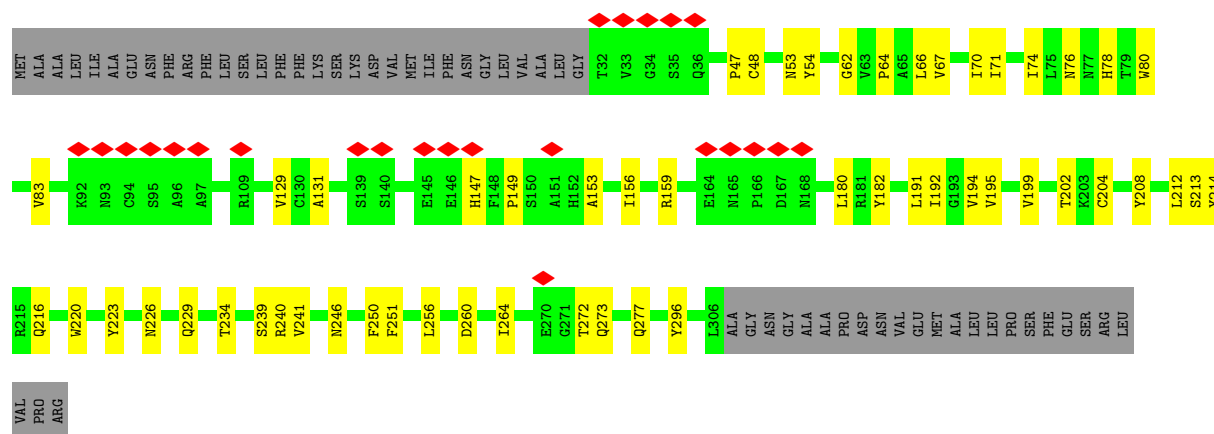 MET ALA ALA LEU ILE ALA GLU ASN PHE ARG PHE LEU SER LEU PHE PHE LYS SER LYS ASP VAL MET ILE PHE ASN GLY LEU VAL ALA LEU GLY T32 V33 G34 S35 Q36 P47 C48 N53 Y54 G62 V63 P64 A65 L66 V67 I70 I71 I74 L75 N76 N77 H78 T79 W80
V83 K92 N93 C94 S95 A96 A97 R109 V129 C130 A131 S139 S140 E145 E146 H147 F148 P149 S150 A151 H152 A153 I156 R159 E164 N165 P166 D167 N168 L180 R181 Y182 L191 I192 G193 V194 V195 V199 T202 K203 C204 Y208 L212 S213 Y214
R215 Q216 W220 Y223 N226 Q229 T234 S239 R240 V241 N246 F250 F251 L256 D260 I264 E270 G271 T272 Q273 Q277 Y296 L306 ALA GLY ASN GLY ALA ALA PRO ASP ASN VAL GLU MET ALA LEU LEU PRO SER PHE GLU SER ARG LEU
VAL PRO ARG